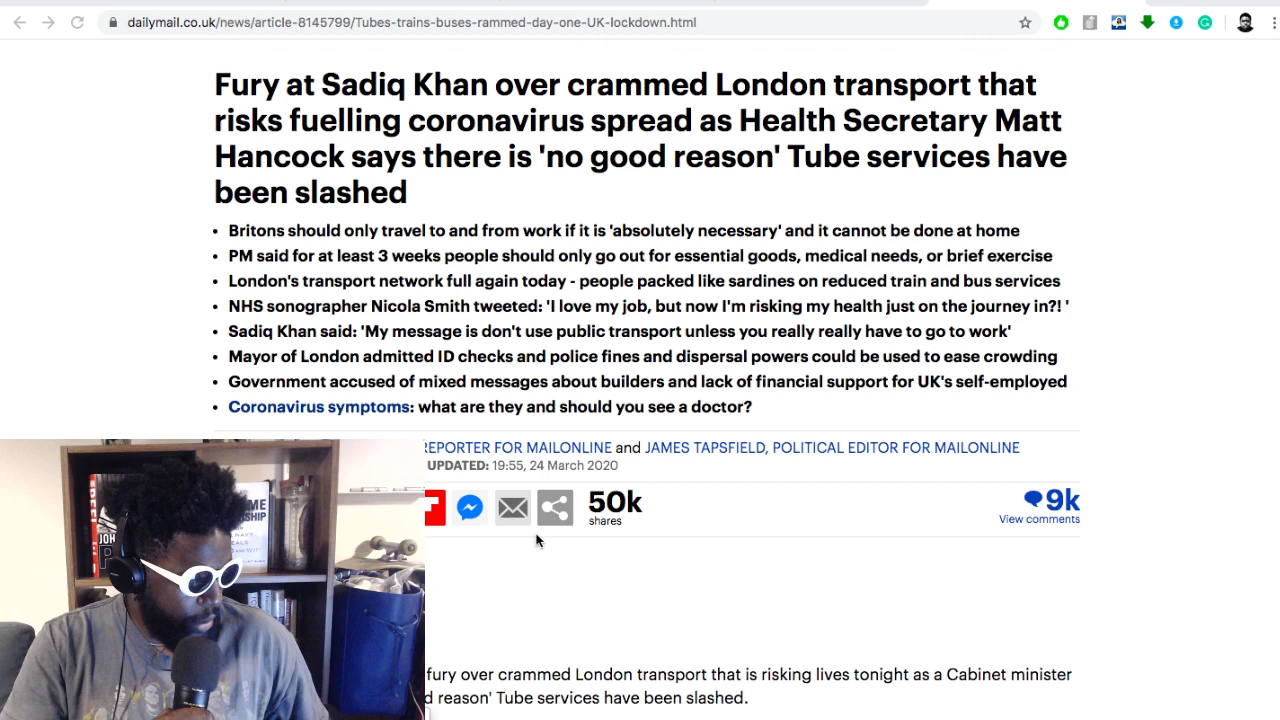 dailymail.co.uk/news/article-8145799/Tubes-trains-buses-rammed-day-one-UK-lockdown.html
Fury at Sadiq Khan over crammed London transport that
risks fuelling coronavirus spread as Health Secretary Matt
Hancock says there is 'no good reason' Tube services have
been slashed
• Britons should only travel to and from work if it is 'absolutely necessary' and it cannot be done at home
• PM said for at least 3 weeks people should only go out for essential goods, medical needs, or brief exercise
• London's transport network full again today - people packed like sardines on reduced train and bus services
• NHS sonographer Nicola Smith tweeted: 'I love my job, but now I'm risking my health just on the journey in?! '
• Sadiq Khan said: 'My message is don't use public transport unless you really really have to go to work'
• Mayor of London admitted ID checks and police fines and dispersal powers could be used to ease crowding
• Government accused of mixed messages about builders and lack of financial support for UK's self-employed
• Coronavirus symptoms: what are they and should you see a doctor?
REPORTER FOR MAILONLINE and JAMES TAPSFIELD, POLITICAL EDITOR FOR MAILONLINE
UPDATED: 19:55, 24 March 2020
50k
shares
9k
View comments
fury over crammed London transport that is risking lives tonight as a Cabinet minister
d reason' Tube services have been slashed.